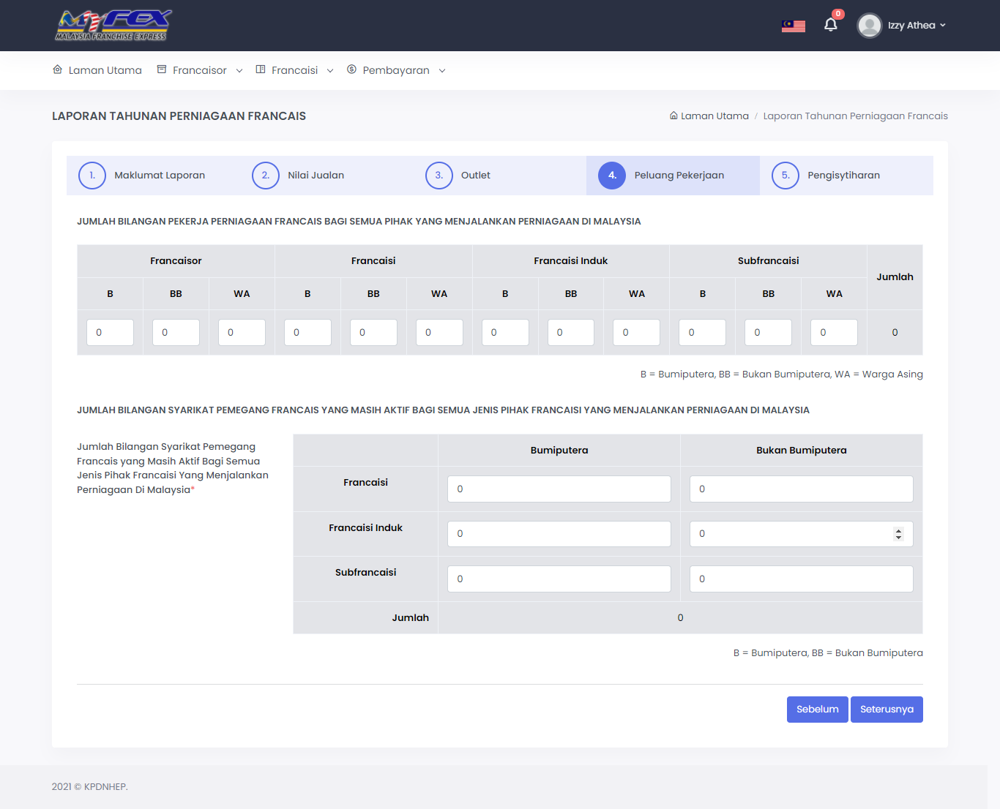 MyFEX
MALAYSIA FRANCHISE EXPRESS
0
Izzy Athea
Laman Utama Francaisor Francaisi Pembayaran
LAPORAN TAHUNAN PERNIAGAAN FRANCAIS
Laman Utama / Laporan Tahunan Perniagaan Francais
1. Maklumat Laporan 2. Nilai Jualan 3. Outlet 4. Peluang Pekerjaan 5. Pengisytiharan
JUMLAH BILANGAN PEKERJA PERNIAGAAN FRANCAIS BAGI SEMUA PIHAK YANG MENJALANKAN PERNIAGAAN DI MALAYSIA
Francaisor Francaisi Francaisi Induk Subfrancaisi Jumlah
B BB WA B BB WA B BB WA B BB WA
0 0 0 0 0 0 0 0 0 0 0 0 0
B = Bumiputera, BB = Bukan Bumiputera, WA = Warga Asing
JUMLAH BILANGAN SYARIKAT PEMEGANG FRANCAIS YANG MASIH AKTIF BAGI SEMUA JENIS PIHAK FRANCAISI YANG MENJALANKAN PERNIAGAAN DI MALAYSIA
Jumlah Bilangan Syarikat Pemegang
Francais yang Masih Aktif Bagi Semua
Jenis Pihak Francaisi Yang Menjalankan
Perniagaan Di Malaysia*
Bumiputera Bukan Bumiputera
Francaisi 0 0
Francaisi Induk 0 0
Subfrancaisi 0 0
Jumlah 0
B = Bumiputera, BB = Bukan Bumiputera
Sebelum Seterusnya
2021 © KPDNHEP.